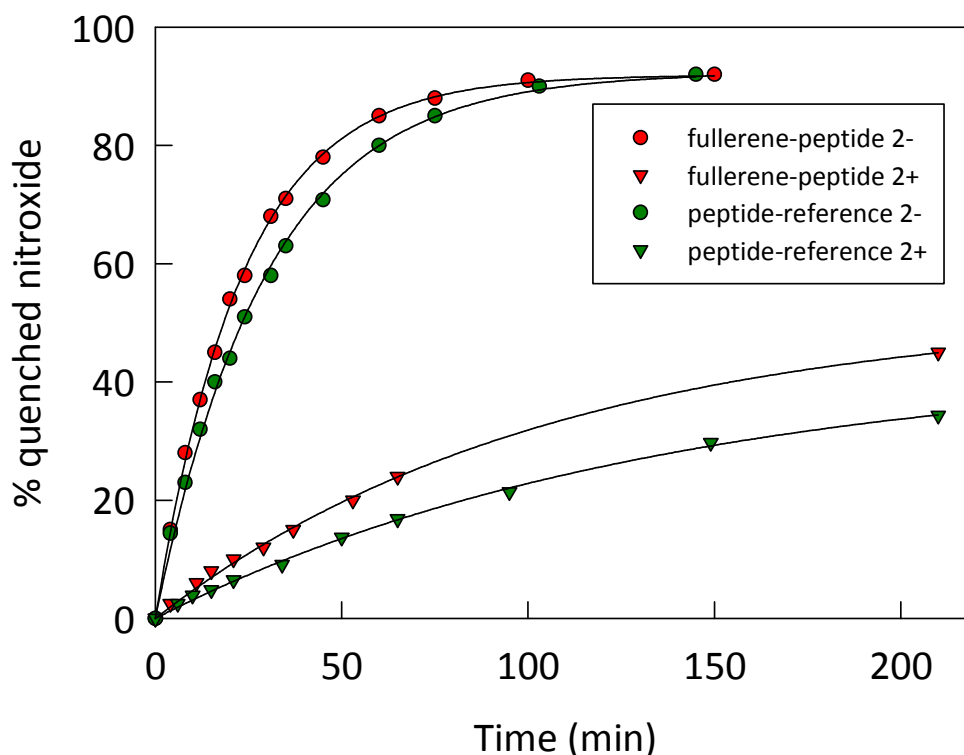 100
80
60
40
20
0
% quenched nitroxide
fullerene-peptide 2-
fullerene-peptide 2+
peptide-reference 2-
peptide-reference 2+
0 50 100 150 200
Time (min)